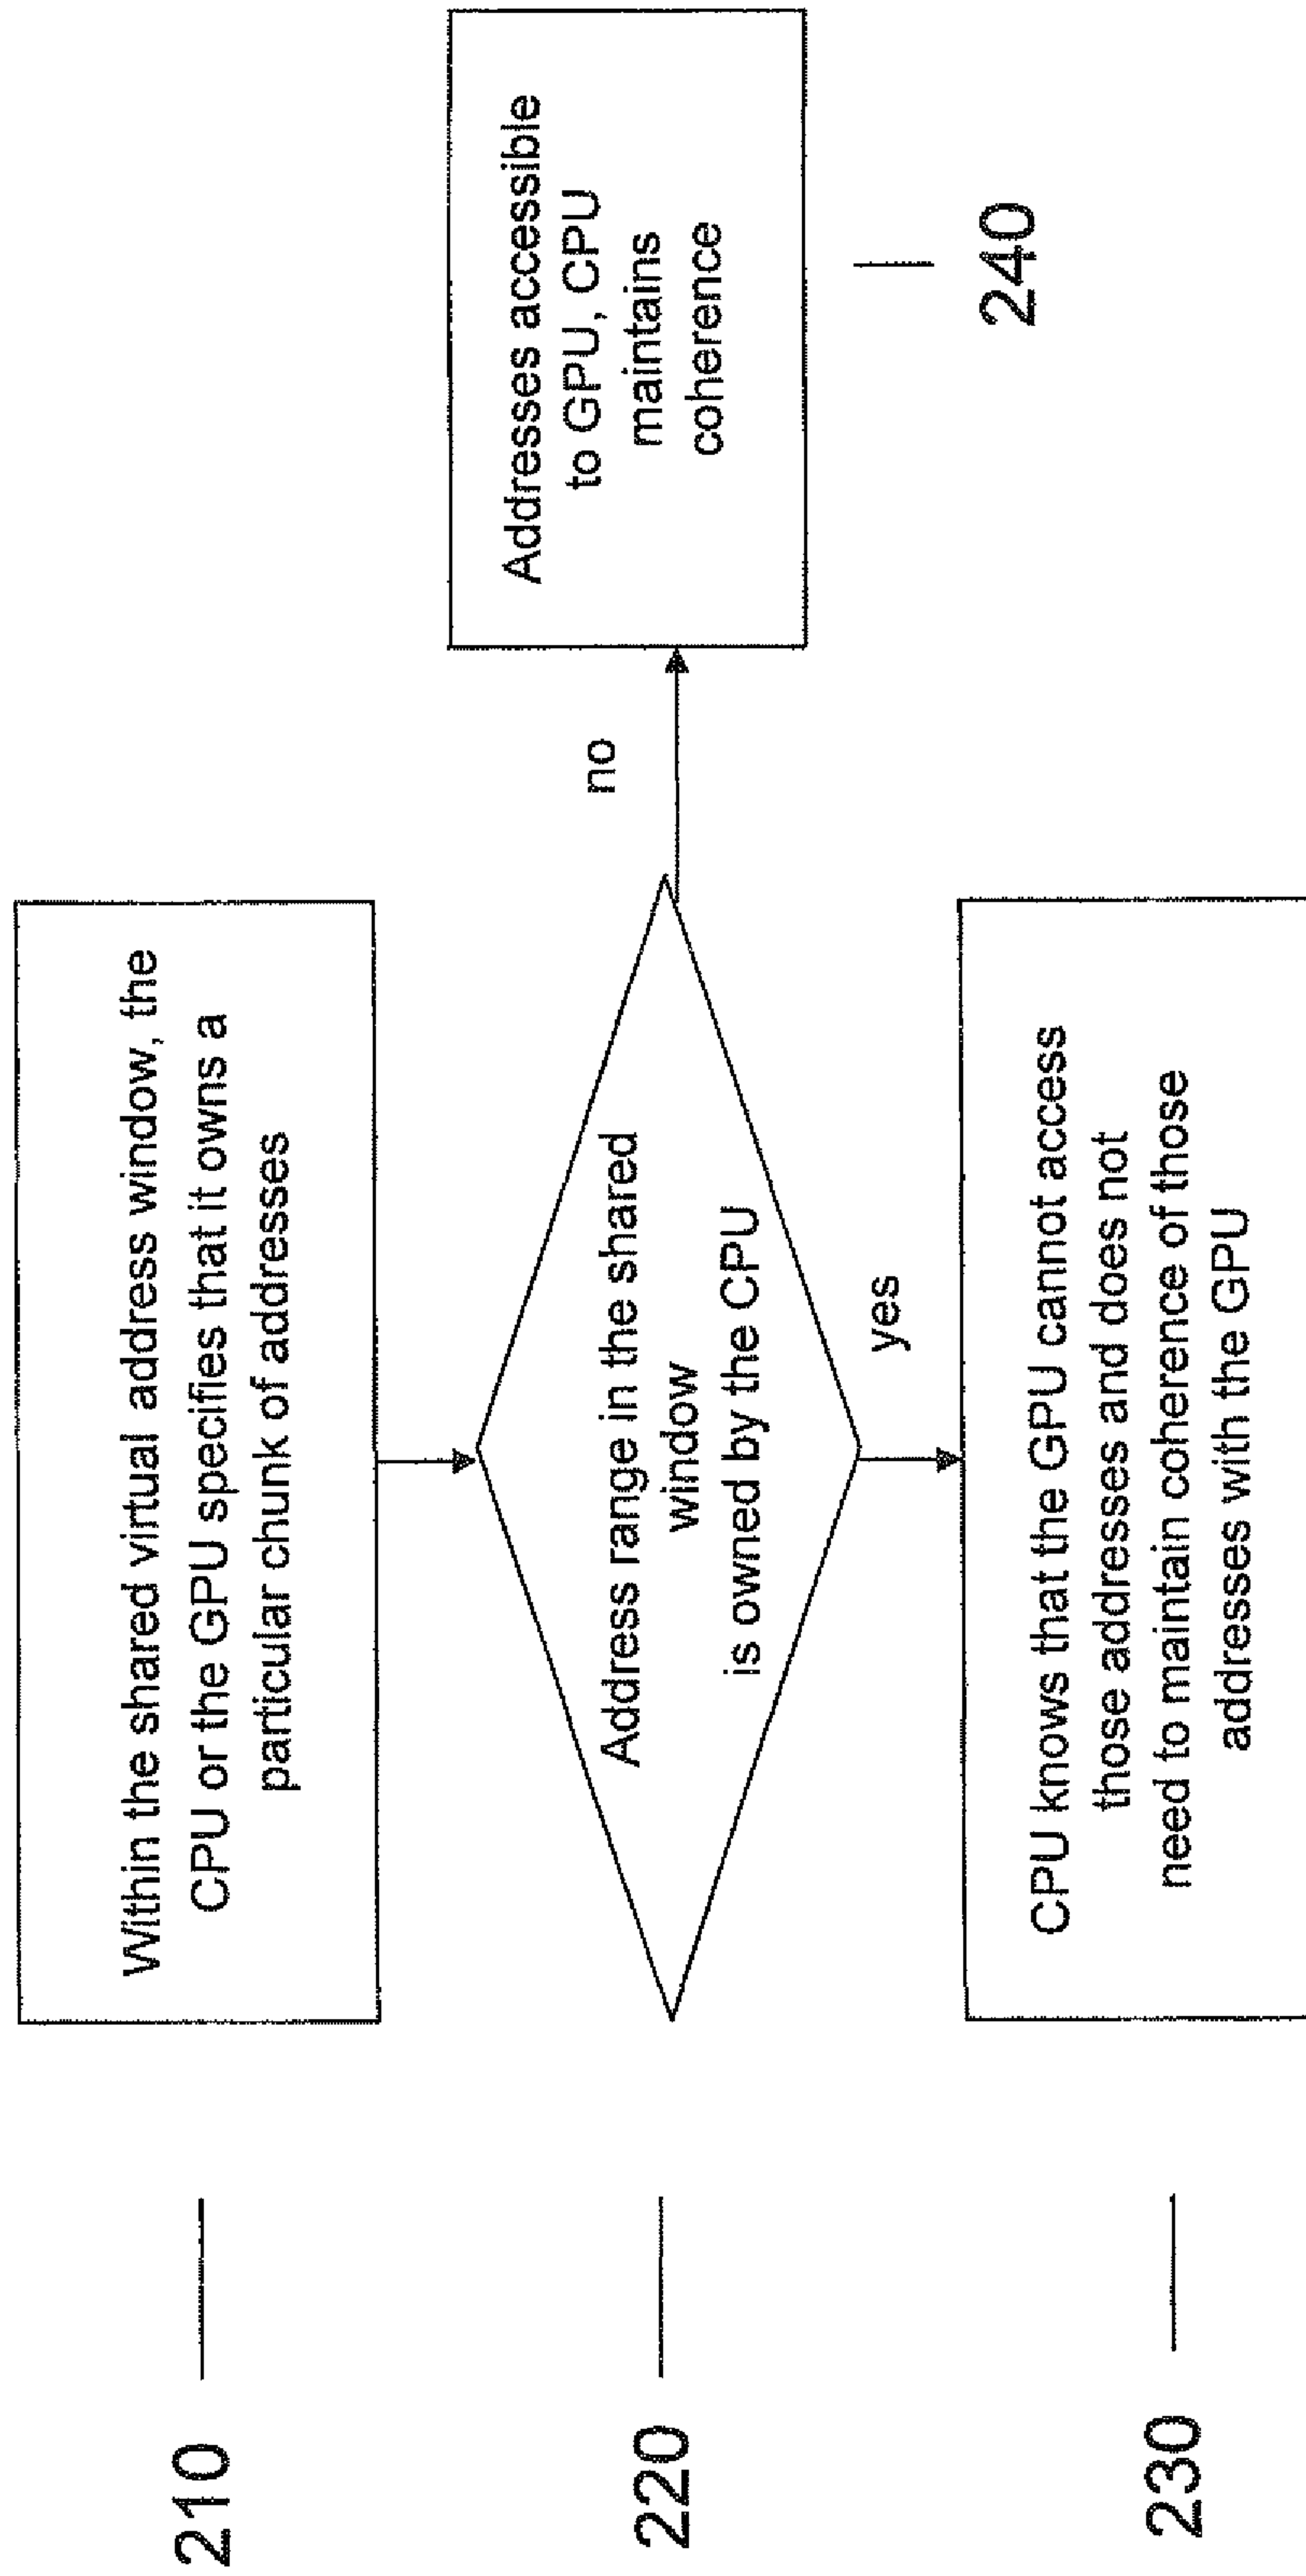 210
Within the shared virtual address window, the
CPU or the GPU specifies that it owns a
particular chunk of addresses
220
Address range in the shared
window
is owned by the CPU
no
Addresses accessible
to GPU, CPU
maintains
coherence
240
yes
230
CPU knows that the GPU cannot access
those addresses and does not
need to maintain coherence of those
addresses with the GPU